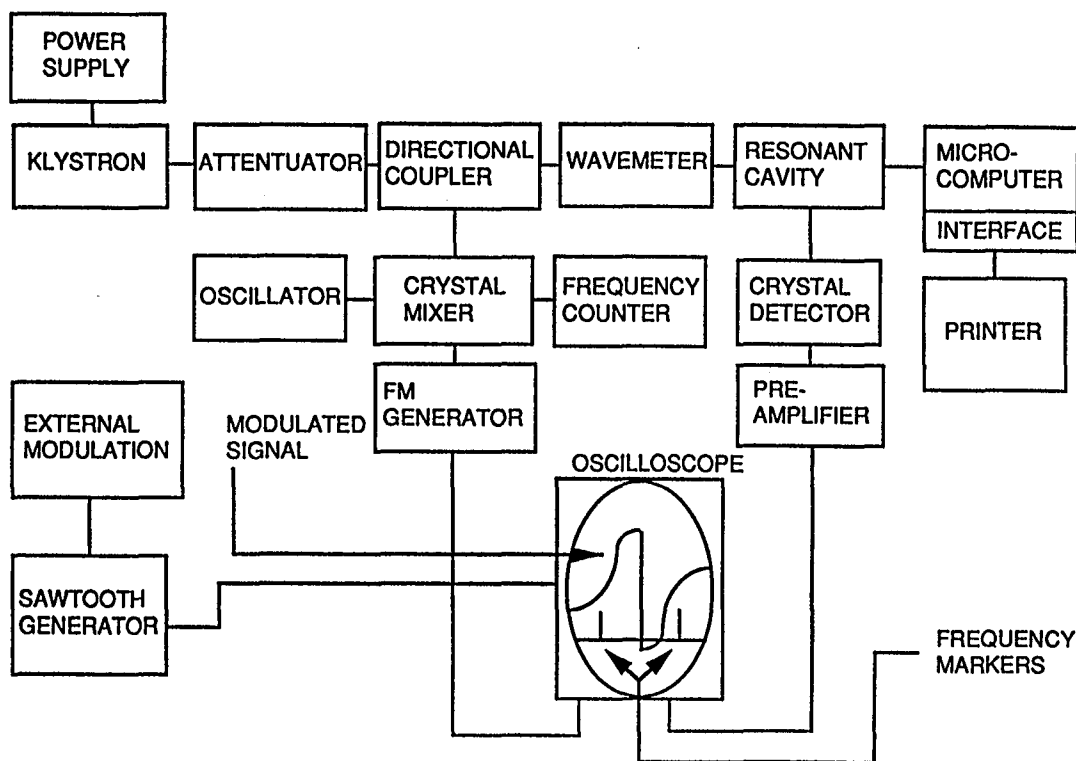 POWER
SUPPLY
KLYSTRON
ATTENTUATOR
DIRECTIONAL
COUPLER
WAVEMETER
RESONANT
CAVITY
MICRO-
COMPUTER
INTERFACE
OSCILLATOR
CRYSTAL
MIXER
FREQUENCY
COUNTER
CRYSTAL
DETECTOR
PRINTER
EXTERNAL
MODULATION
MODULATED
SIGNAL
FM
GENERATOR
PRE-
AMPLIFIER
OSCILLOSCOPE
SAWTOOTH
GENERATOR
FREQUENCY
MARKERS